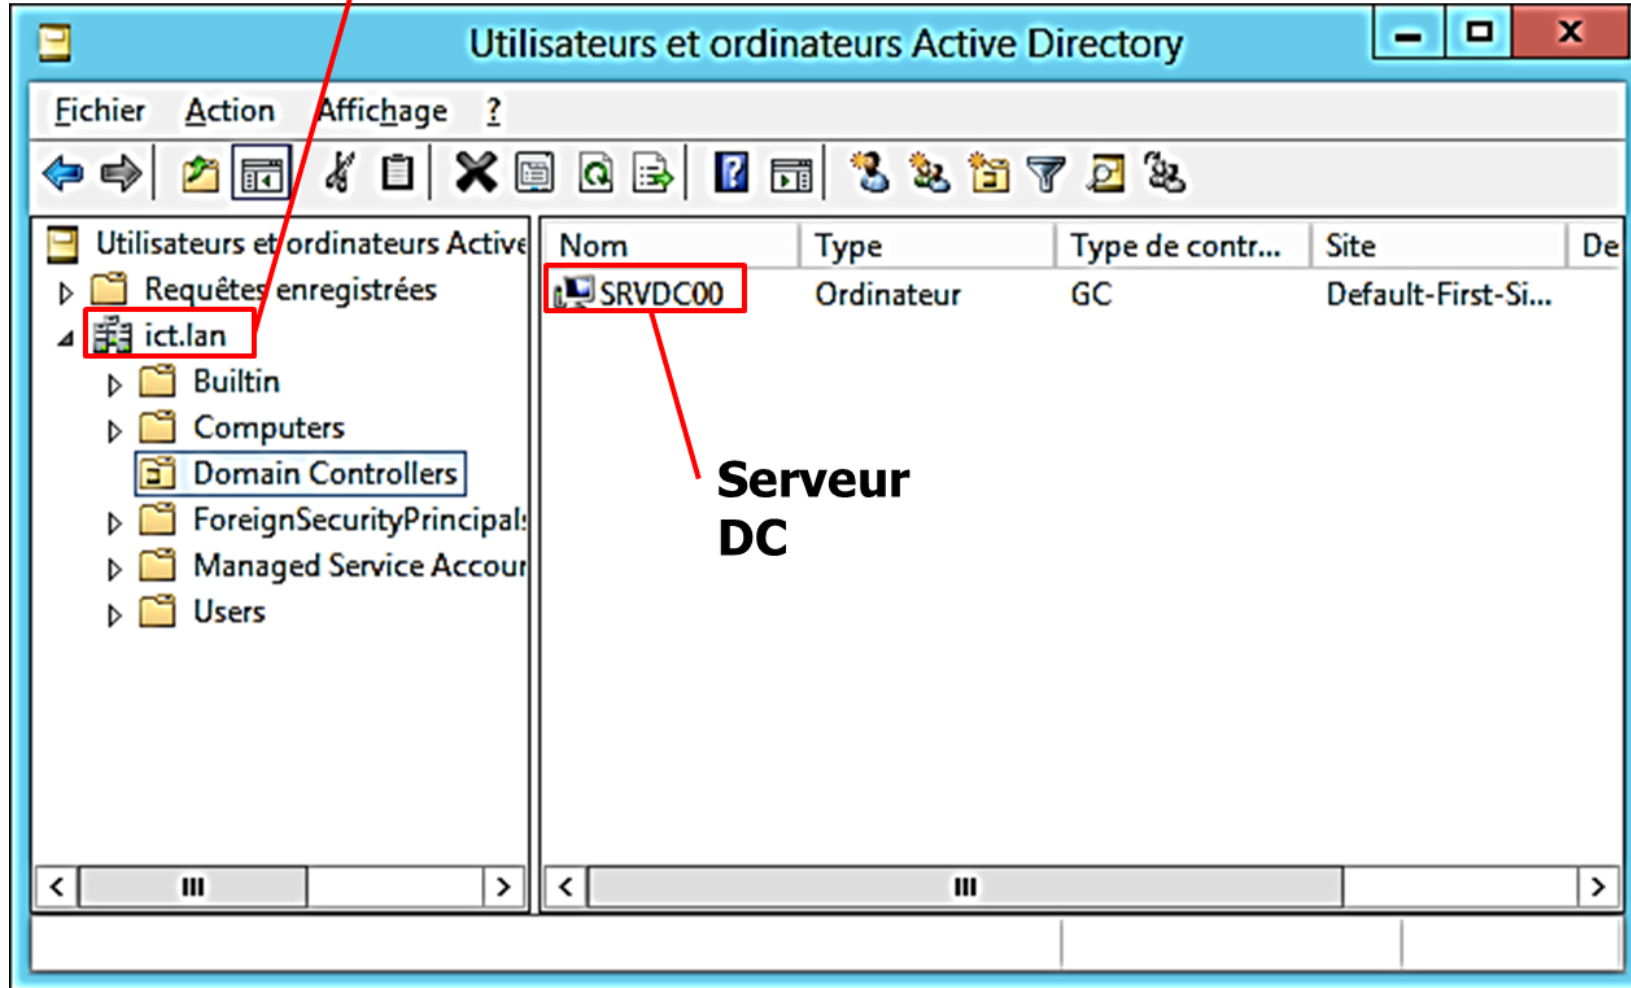 Utilisateurs et ordinateurs Active Directory
Fichier Action Affichage ?
Utilisateurs et ordinateurs Active
Requêtes enregistrées
ict.lan
Builtin
Computers
Domain Controllers
ForeignSecurityPrincipals
Managed Service Accour
Users
Nom Type Type de contr... Site De
SRVDC00 Ordinateur GC Default-First-Si...
Serveur
DC